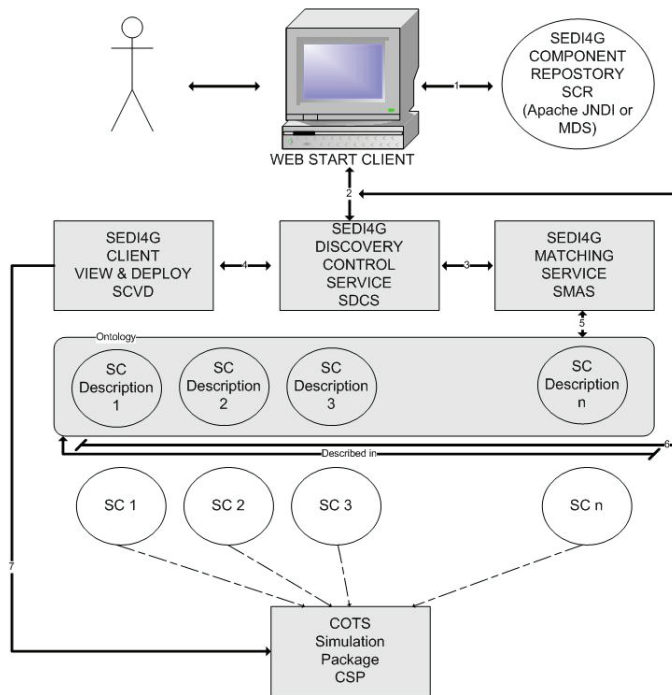 SEDI4G
COMPONENT
REPOSTORY
SCR
(Apache JNDI or
MDS)
1
WEB START CLIENT
2
SEDI4G
CLIENT
VIEW & DEPLOY
SCVD
4
SEDI4G
DISCOVERY
CONTROL
SERVICE
SDCS
3
SEDI4G
MATCHING
SERVICE
SMAS
5
Ontology
SC
Description
1
SC
Description
2
SC
Description
3
SC
Description
n
6
Described in
SC 1
SC 2
SC 3
SC n
7
COTS
Simulation
Package
CSP